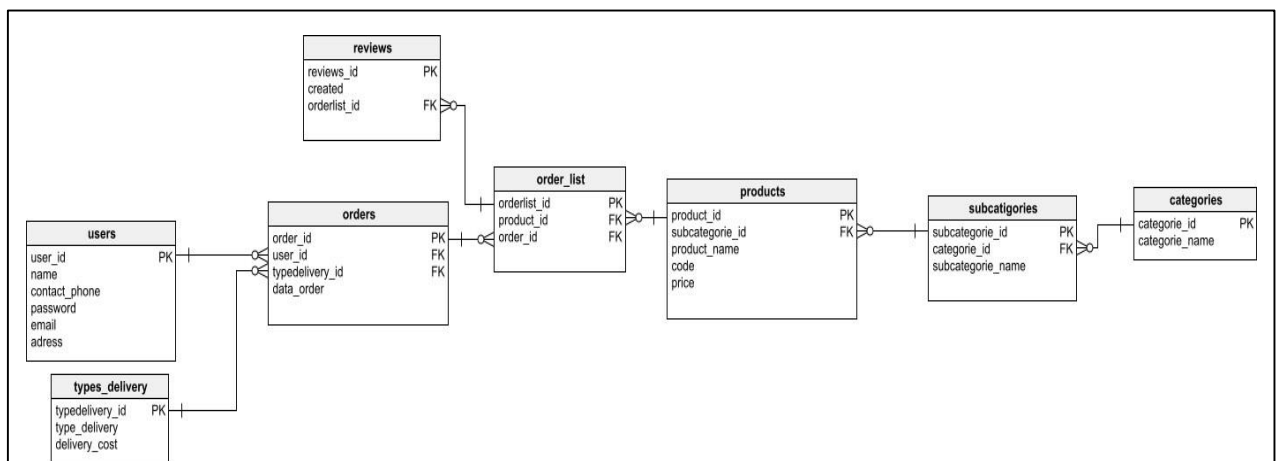 reviews
reviews_id PK
created
orderlist_id FK
order_list
orderlist_id PK
product_id FK
order_id FK
products
product_id PK
subcategorie_id FK
product_name
code
price
subcatigories
subcategorie_id PK
categorie_id FK
subcategorie_name
categories
categorie_id PK
categorie_name
orders
order_id PK
user_id FK
typedelivery_id FK
data_order
users
user_id PK
name
contact_phone
password
email
adress
types_delivery
typedelivery_id PK
type_delivery
delivery_cost